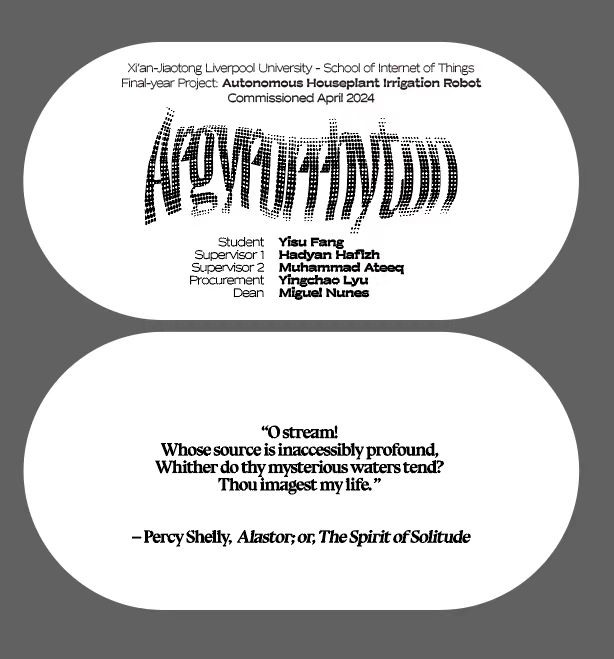 Xi'an-Jiaotong Liverpool University - School of Internet of Things
Final-year Project: Autonomous Houseplant Irrigation Robot
Commissioned April 2024
Argyrorrhyton
Student Yisu Fang
Supervisor 1 Hadyan Hafizh
Supervisor 2 Muhammad Ateeq
Procurement Yingchao Lyu
Dean Miguel Nunes
“O stream!
Whose source is inaccessibly profound,
Whither do thy mysterious waters tend?
Thou imagest my life.”
– Percy Shelly, Alastor; or, The Spirit of Solitude